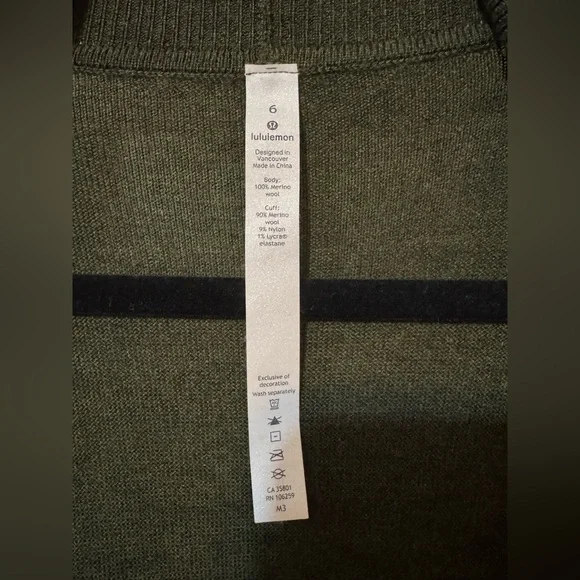 6
lululemon
Designed in
Vancouver
Made in China
Body:
100% Merino
wool
Cuff:
90% Merino
wool
9% Nylon
1% Lycra®
elastane
Exclusive of
decoration
Wash separately
CA 35801
RN 106259
M3